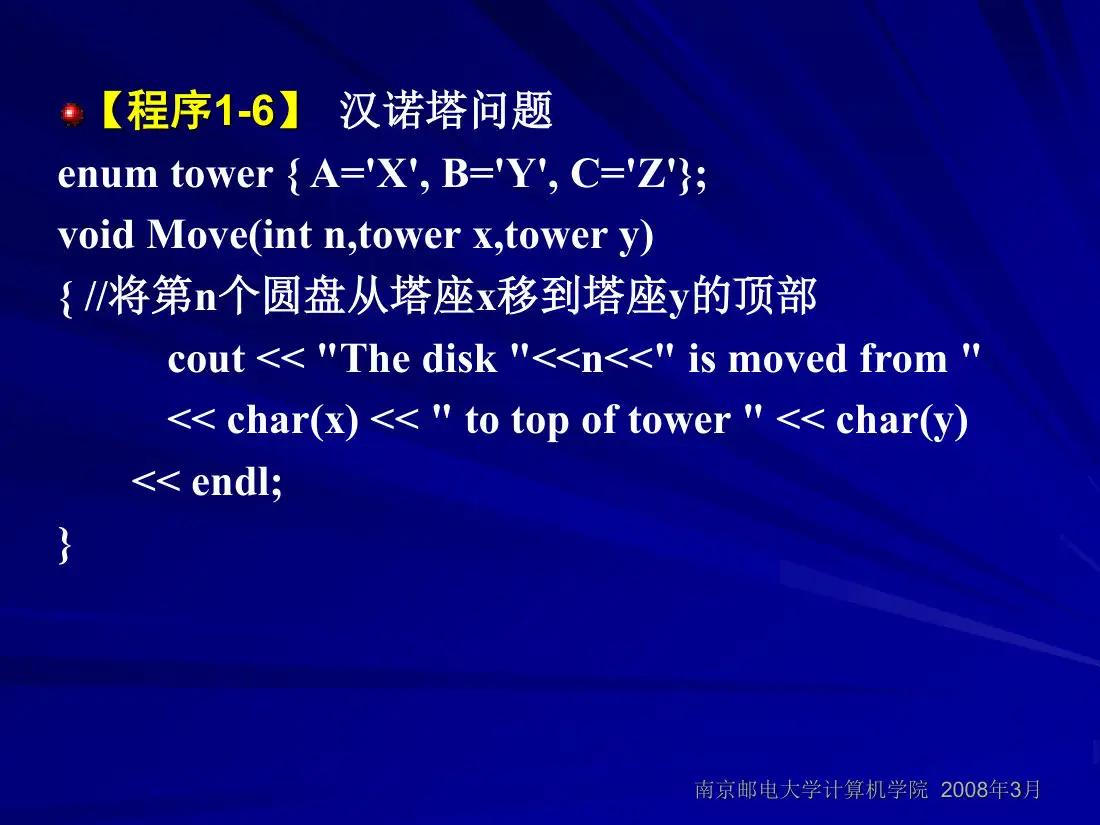 【程序1-6】 汉诺塔问题
enum tower { A='X', B='Y', C='Z'};
void Move(int n,tower x,tower y)
{ //将第n个圆盘从塔座x移到塔座y的顶部
cout << "The disk "<<n<<" is moved from "
<< char(x) << " to top of tower " << char(y)
<< endl;
}
南京邮电大学计算机学院 2008年3月